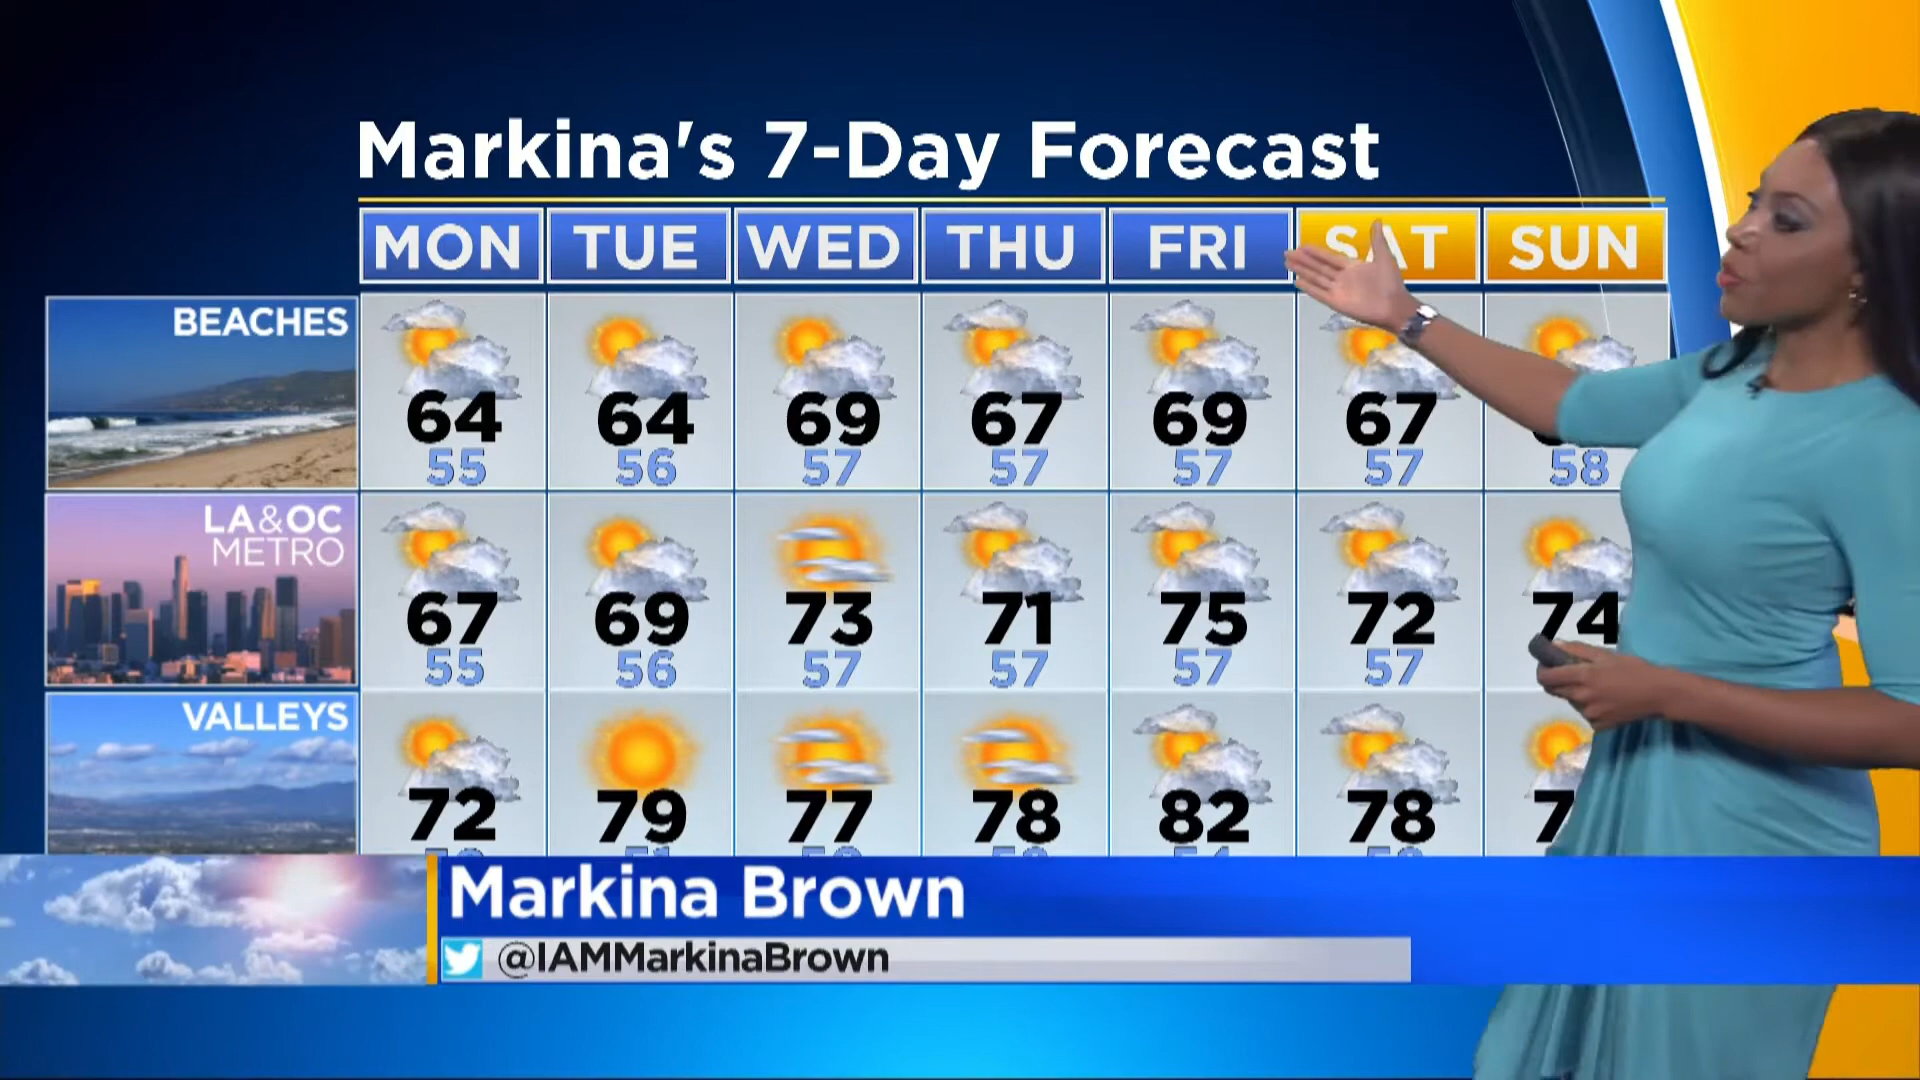 Markina's 7-Day Forecast
MON TUE WED THU FRI SAT SUN
BEACHES
64 64 69 67 69 67
55 56 57 57 57 57 58
LA&OC
METRO
67 69 73 71 75 72 74
55 56 57 57 57 57
VALLEYS
72 79 77 78 82 78
Markina Brown
@IAMMarkinaBrown